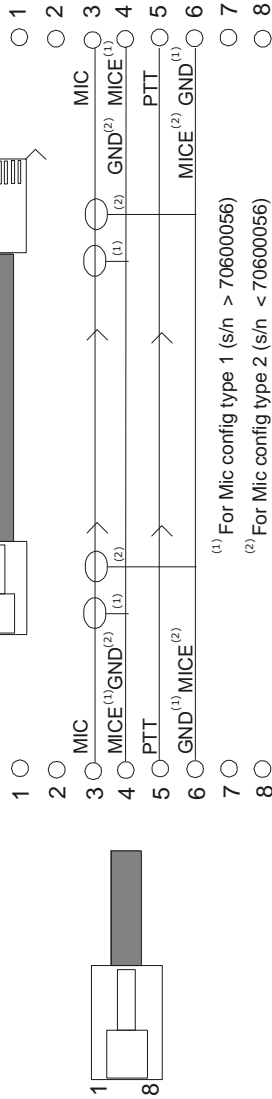 1 1
2 2
3 MIC MIC 3
1 4 MICE(1)GND(2) (1) (2) (1) (2) GND(2) MICE(1) 4
8 5 PTT PTT 5
6 GND(1)MICE(2) MICE(2) GND(1) 6
7 7
(1) For Mic config type 1 (s/n > 70600056)
8 8
(2) For Mic config type 2 (s/n < 70600056)